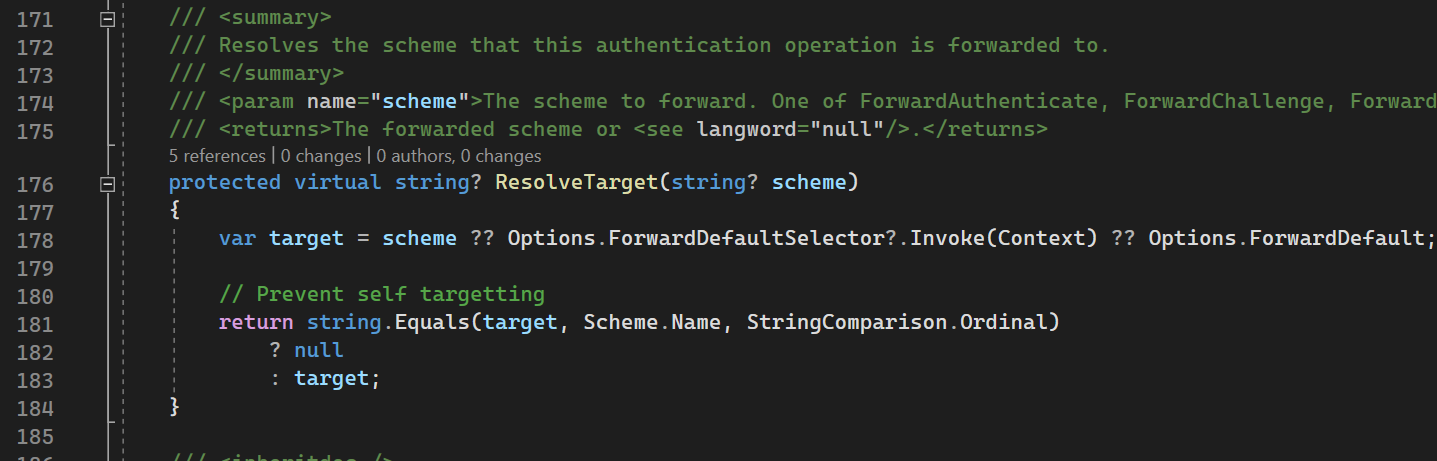 171 /// <summary>
172 /// Resolves the scheme that this authentication operation is forwarded to.
173 /// </summary>
174 /// <param name="scheme">The scheme to forward. One of ForwardAuthenticate, ForwardChallenge, Forward
175 /// <returns>The forwarded scheme or <see langword="null"/>.</returns>
5 references | 0 changes | 0 authors, 0 changes
176 protected virtual string? ResolveTarget(string? scheme)
177 {
178 var target = scheme ?? Options.ForwardDefaultSelector?.Invoke(Context) ?? Options.ForwardDefault;
179
180 // Prevent self targetting
181 return string.Equals(target, Scheme.Name, StringComparison.Ordinal)
182 ? null
183 : target;
184 }
185
186 /// <inheritdoc />